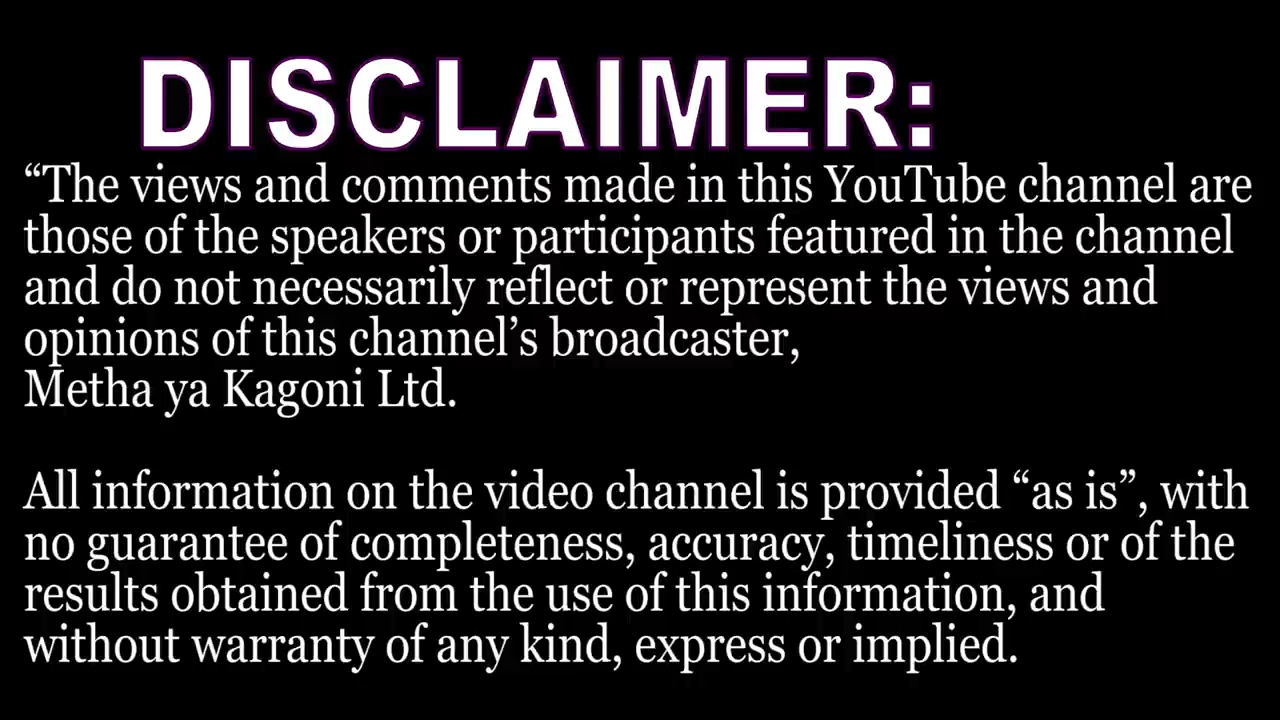 DISCLAIMER:
“The views and comments made in this YouTube channel are
those of the speakers or participants featured in the channel
and do not necessarily reflect or represent the views and
opinions of this channel’s broadcaster,
Metha ya Kagoni Ltd.
All information on the video channel is provided “as is”, with
no guarantee of completeness, accuracy, timeliness or of the
results obtained from the use of this information, and
without warranty of any kind, express or implied.